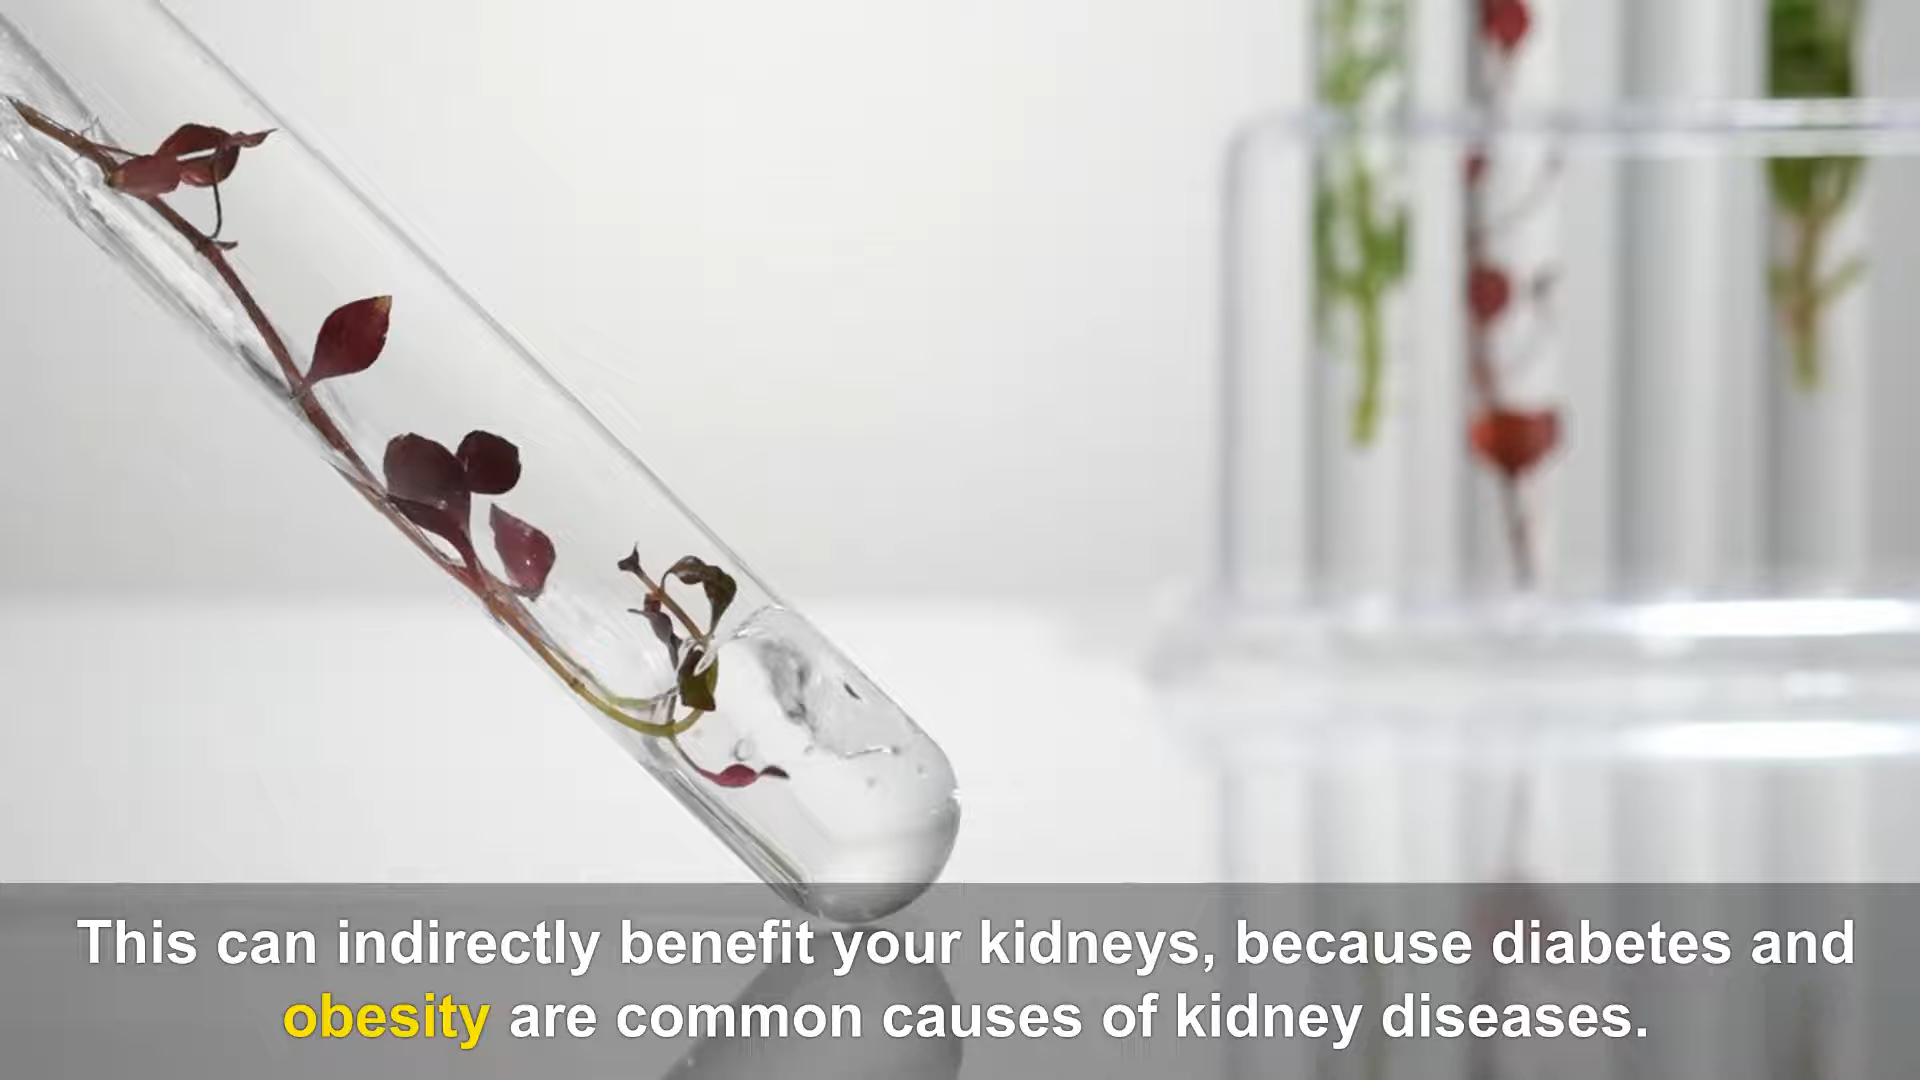 This can indirectly benefit your kidneys, because diabetes and
obesity are common causes of kidney diseases.